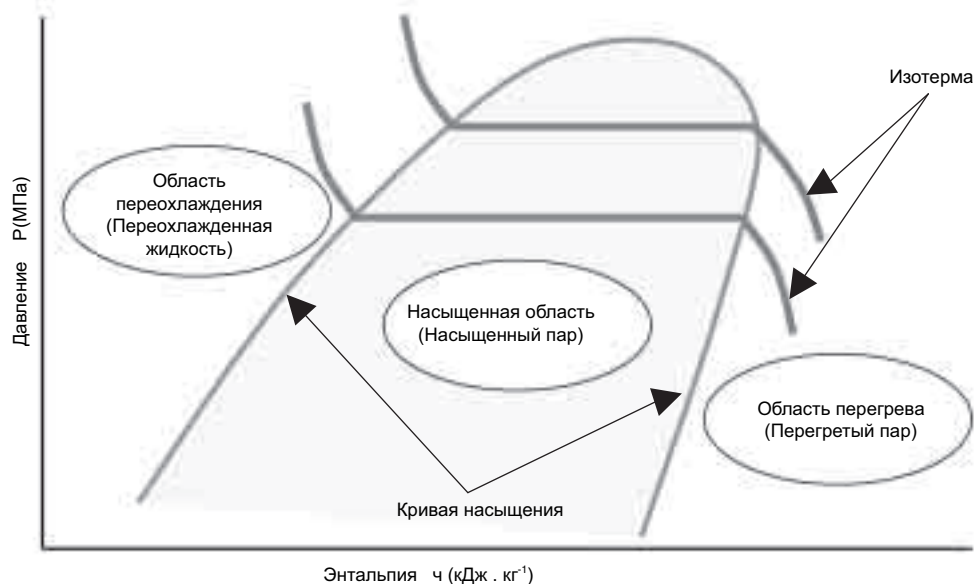 Изотерма
Область
переохлаждения
(Переохлажденная
жидкость)
Давление P(МПа)
Насыщенная область
(Насыщенный пар)
Область перегрева
(Перегретый пар)
Кривая насыщения
Энтальпия ч (кДж . кг⁻¹)